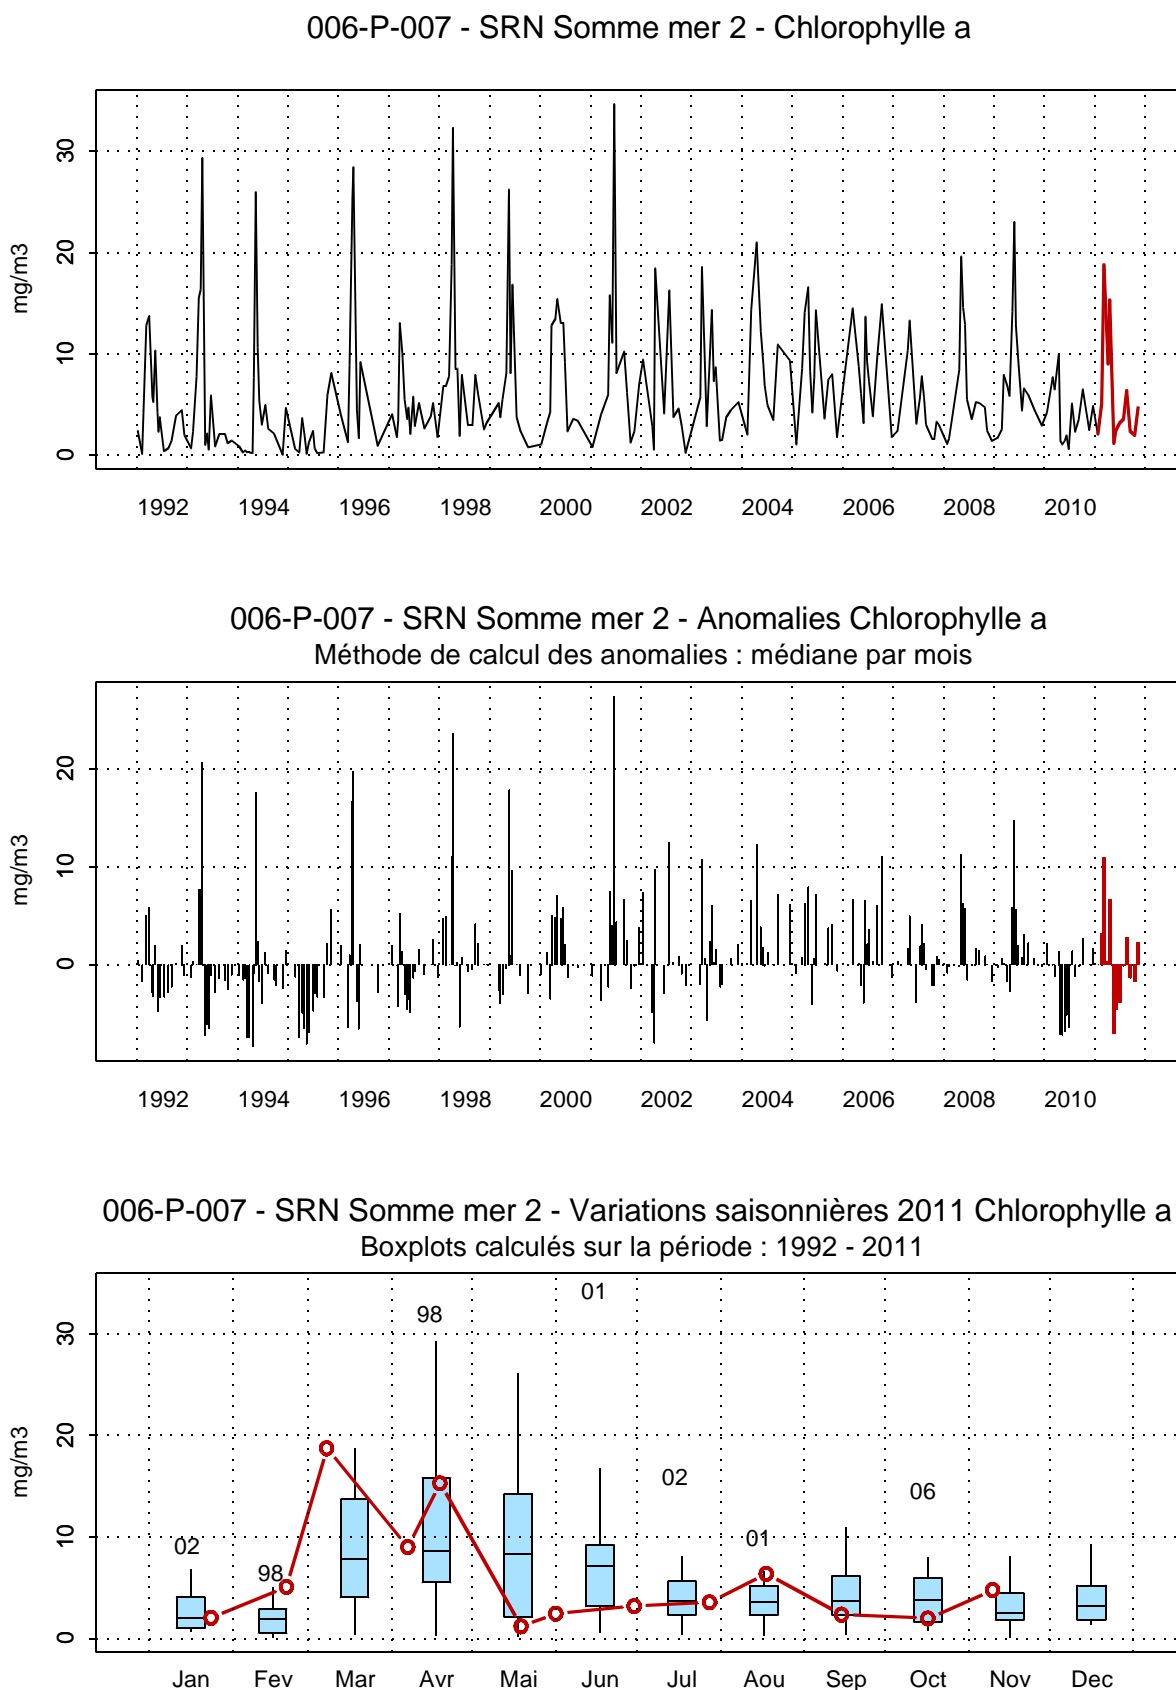 006-P-007 - SRN Somme mer 2 - Chlorophylle a
30
20
10
0
mg/m3
1992 1994 1996 1998 2000 2002 2004 2006 2008 2010
006-P-007 - SRN Somme mer 2 - Anomalies Chlorophylle a
Méthode de calcul des anomalies : médiane par mois
20
10
0
mg/m3
1992 1994 1996 1998 2000 2002 2004 2006 2008 2010
006-P-007 - SRN Somme mer 2 - Variations saisonnières 2011 Chlorophylle a
Boxplots calculés sur la période : 1992 - 2011
01
98
30
20
02
06
10
02
01
98
0
mg/m3
Jan Fev Mar Avr Mai Jun Jul Aou Sep Oct Nov Dec